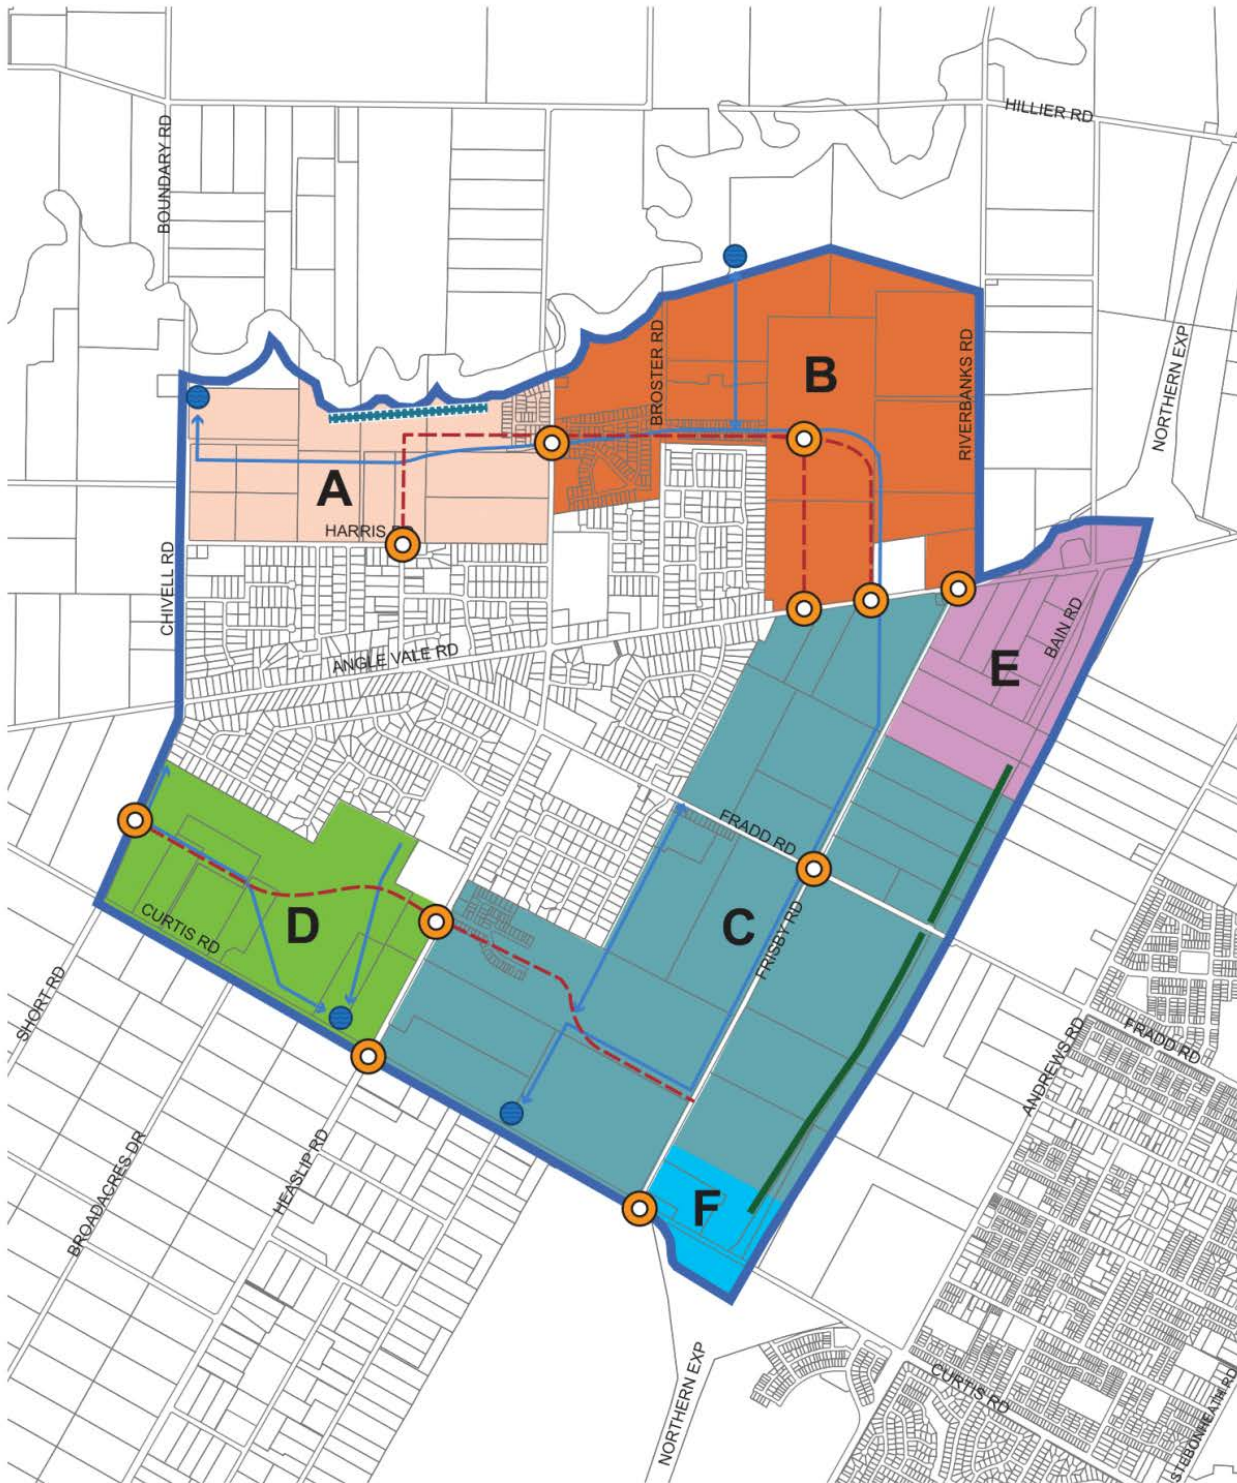 HILLIER RD
BOUNDARY RD
NORTHERN EXP
BROSTER RD
RIVERBANKS RD
B
A
HARRIS RD
CHIVELL RD
ANGLE VALE RD
BAIN RD
E
FRADD RD
C
FRISBY RD
D
CURTIS RD
SHORT RD
ANDREWS RD
FRADD RD
BROADACRES DR
HEASLIP RD
F
NORTHERN EXP
CURTIS RD
STEBONHEATH RD